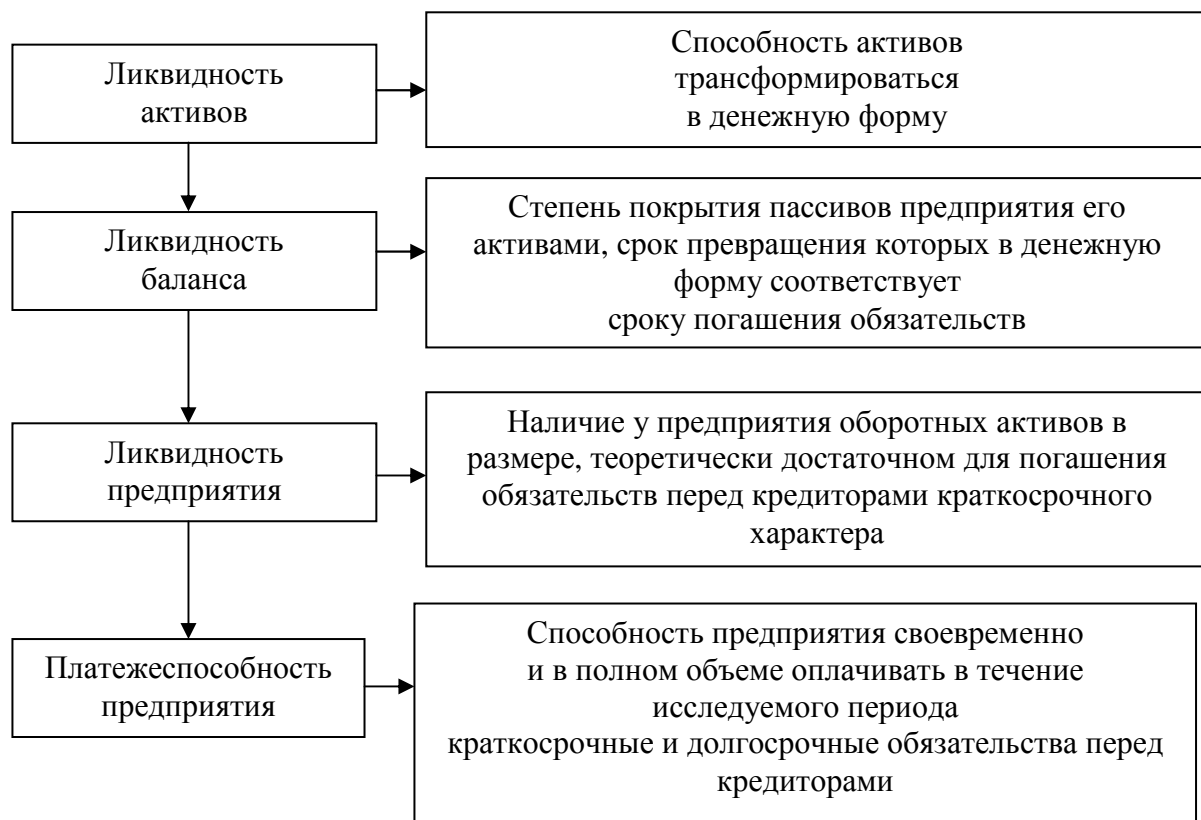 Ликвидность
активов
Способность активов
трансформироваться
в денежную форму
Ликвидность
баланса
Степень покрытия пассивов предприятия его
активами, срок превращения которых в денежную
форму соответствует
сроку погашения обязательств
Ликвидность
предприятия
Наличие у предприятия оборотных активов в
размере, теоретически достаточном для погашения
обязательств перед кредиторами краткосрочного
характера
Платежеспособность
предприятия
Способность предприятия своевременно
и в полном объеме оплачивать в течение
исследуемого периода
краткосрочные и долгосрочные обязательства перед
кредиторами